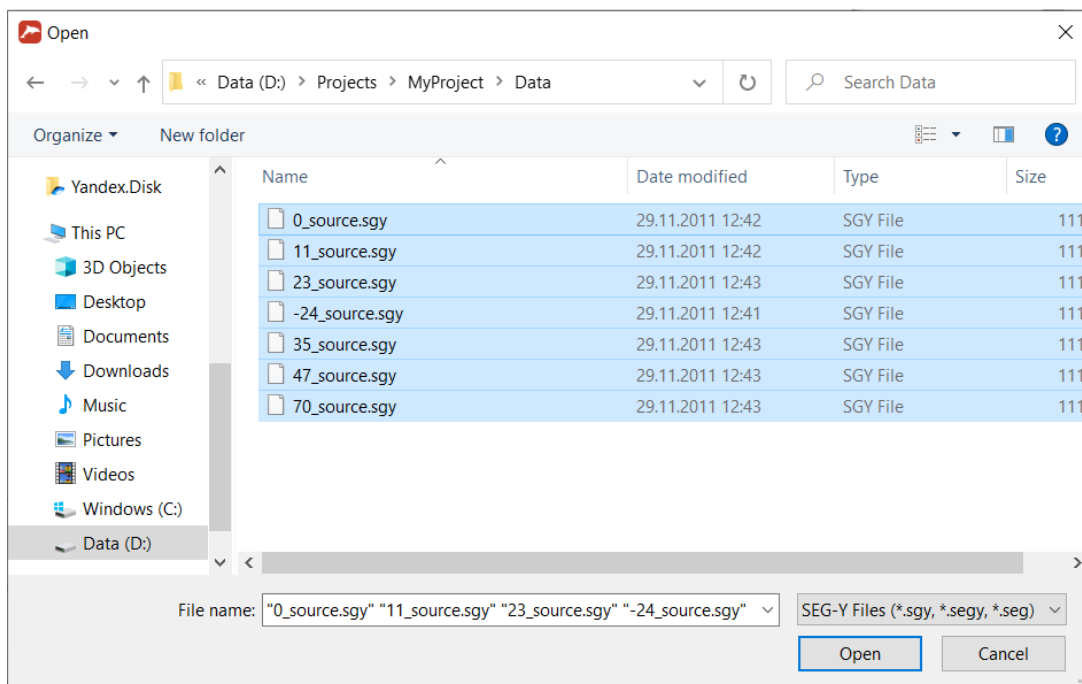 Open
« Data (D:) > Projects > MyProject > Data
Search Data
Organize
New folder
?
Yandex.Disk
This PC
3D Objects
Desktop
Documents
Downloads
Music
Pictures
Videos
Windows (C:)
Data (D:)
Name Date modified Type Size
0_source.sgy 29.11.2011 12:42 SGY File 111
11_source.sgy 29.11.2011 12:42 SGY File 111
23_source.sgy 29.11.2011 12:43 SGY File 111
-24_source.sgy 29.11.2011 12:41 SGY File 111
35_source.sgy 29.11.2011 12:43 SGY File 111
47_source.sgy 29.11.2011 12:43 SGY File 111
70_source.sgy 29.11.2011 12:43 SGY File 111
File name: "0_source.sgy" "11_source.sgy" "23_source.sgy" "-24_source.sgy"
SEG-Y Files (*.sgy, *.segy, *.seg)
Open
Cancel